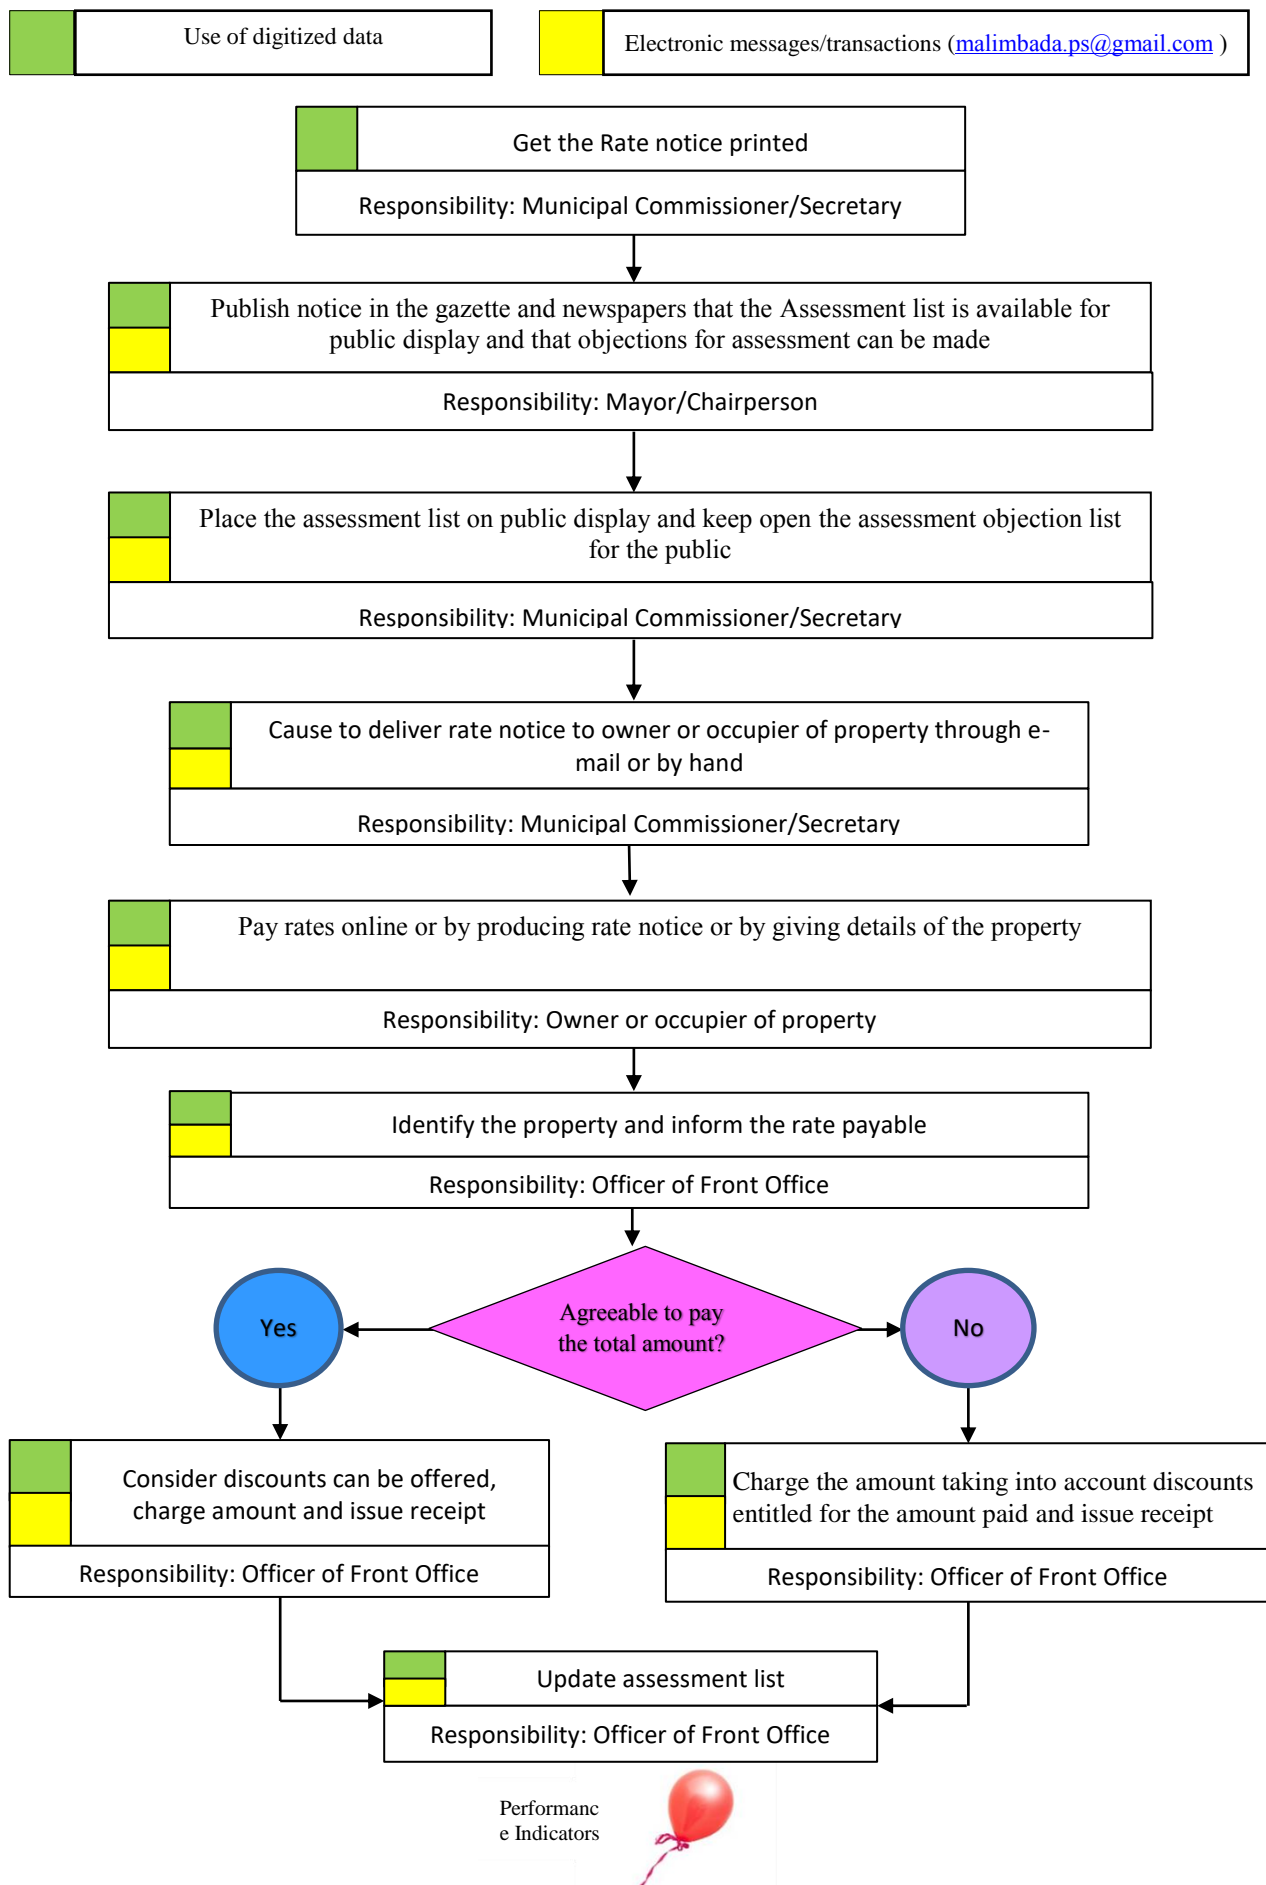 Use of digitized data
Electronic messages/transactions (malimbada.ps@gmail.com )
Get the Rate notice printed
Responsibility: Municipal Commissioner/Secretary
Publish notice in the gazette and newspapers that the Assessment list is available for
public display and that objections for assessment can be made
Responsibility: Mayor/Chairperson
Place the assessment list on public display and keep open the assessment objection list
for the public
Responsibility: Municipal Commissioner/Secretary
Cause to deliver rate notice to owner or occupier of property through e-
mail or by hand
Responsibility: Municipal Commissioner/Secretary
Pay rates online or by producing rate notice or by giving details of the property
Responsibility: Owner or occupier of property
Identify the property and inform the rate payable
Responsibility: Officer of Front Office
Agreeable to pay
the total amount?
Yes
No
Consider discounts can be offered,
charge amount and issue receipt
Responsibility: Officer of Front Office
Charge the amount taking into account discounts
entitled for the amount paid and issue receipt
Responsibility: Officer of Front Office
Update assessment list
Responsibility: Officer of Front Office
Performanc
e Indicators